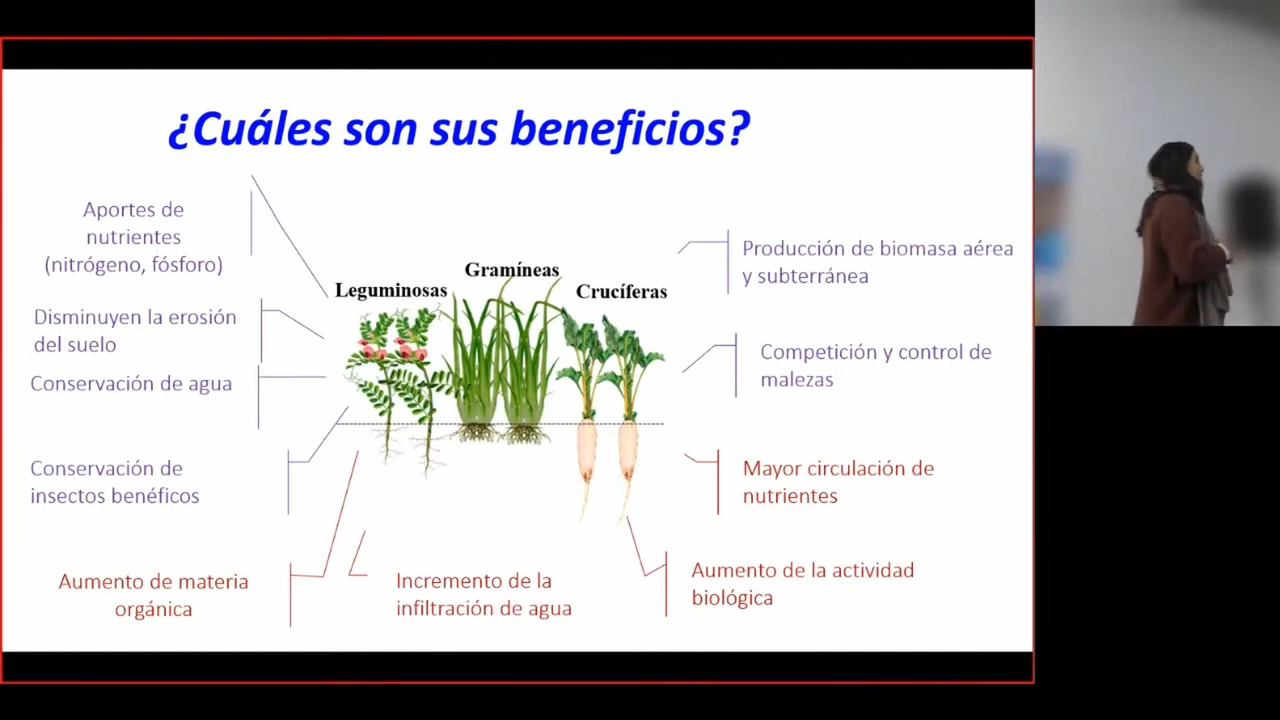 ¿Cuáles son sus beneficios?
Aportes de
nutrientes
(nitrógeno, fósforo)
Disminuyen la erosión
del suelo
Conservación de agua
Conservación de
insectos benéficos
Aumento de materia
orgánica
Leguminosas
Gramíneas
Crucíferas
Incremento de la
infiltración de agua
Producción de biomasa aérea
y subterránea
Competición y control de
malezas
Mayor circulación de
nutrientes
Aumento de la actividad
biológica